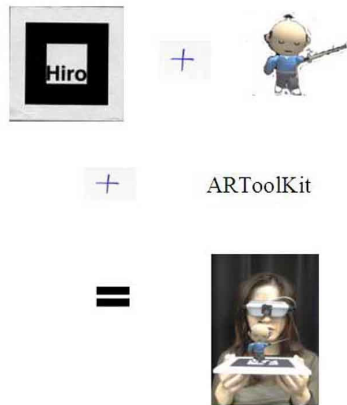 Hiro
+
+ ARToolKit
=